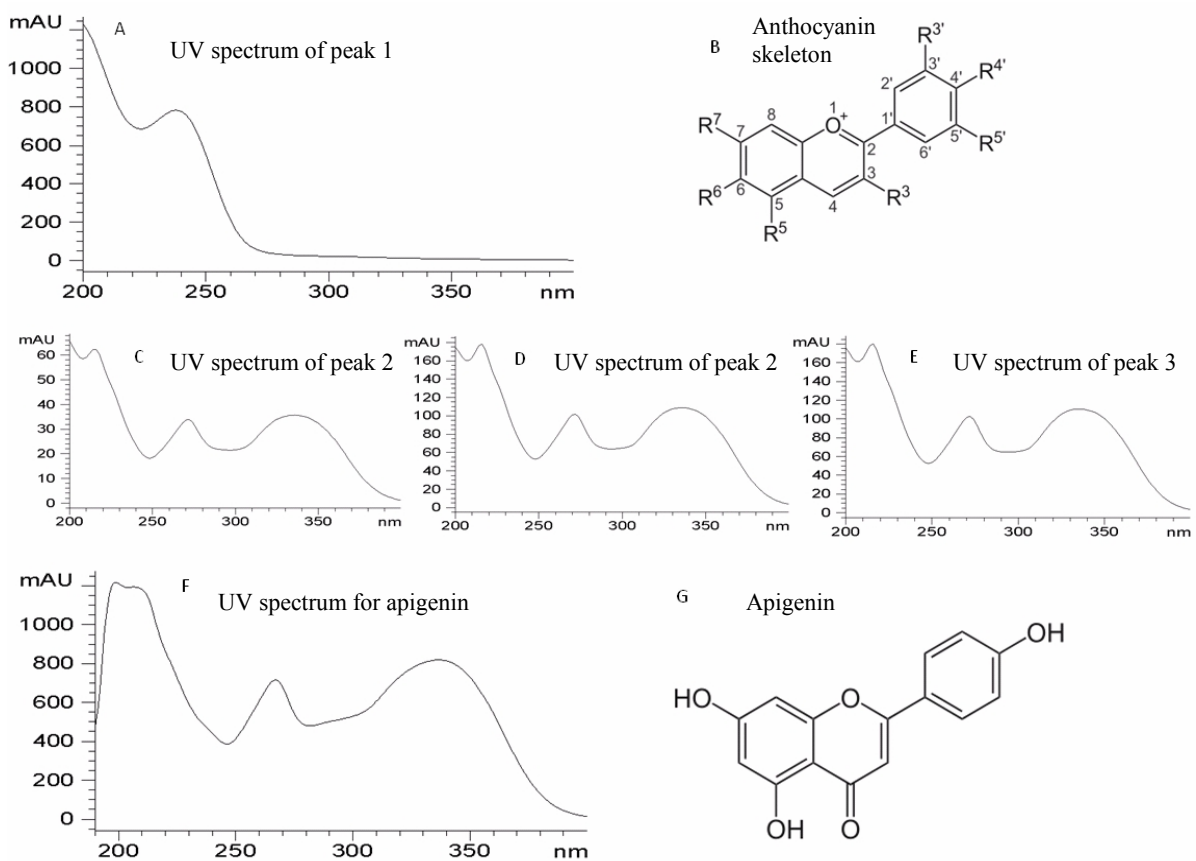 mAU
A
UV spectrum of peak 1
1000
800
600
400
200
0
200 250 300 350 nm
B
Anthocyanin
skeleton
R3'
3'
4'
R4'
2'
1'
5'
R5'
6'
1
O+
8
R7
7
2
R6
6
3
R3
5
4
R5
mAU
C
UV spectrum of peak 2
60
50
40
30
20
10
0
200 250 300 350 nm
mAU
D
UV spectrum of peak 2
160
140
120
100
80
60
40
20
0
200 250 300 350 nm
mAU
E
UV spectrum of peak 3
160
140
120
100
80
60
40
20
0
200 250 300 350 nm
mAU
F
UV spectrum for apigenin
1000
800
600
400
200
0
200 250 300 350 nm
G
Apigenin
OH
HO
O
OH
O